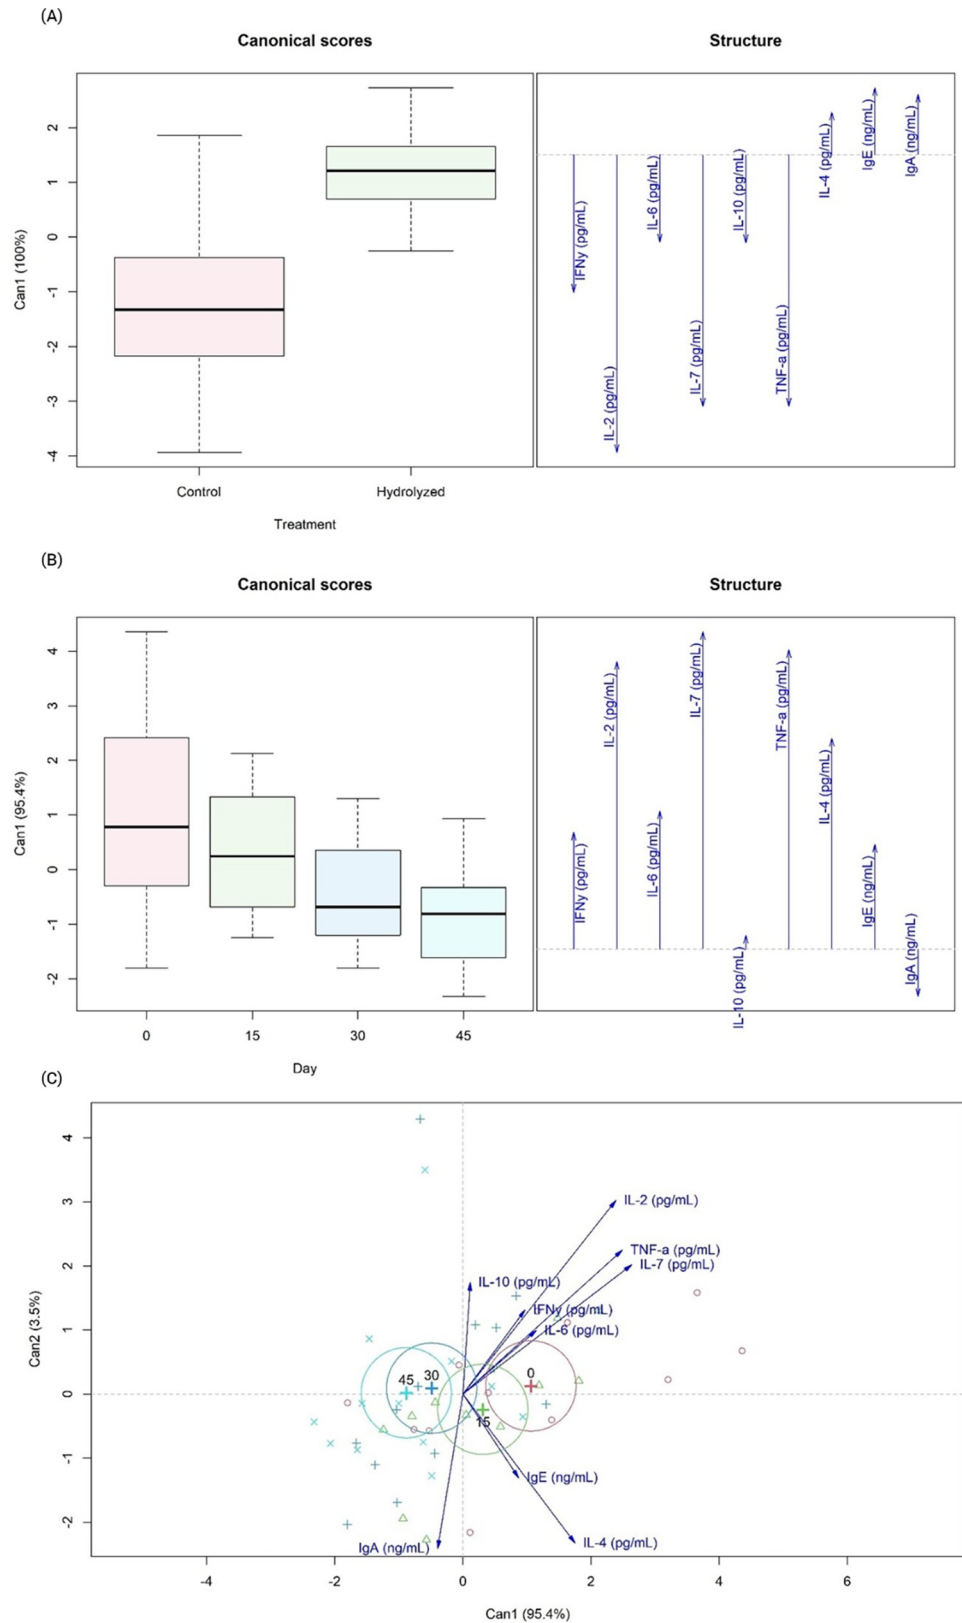 (A)
Canonical scores
Structure
Can1 (100%)
2
1
0
-1
-2
-3
-4
Control
Hydrolyzed
Treatment
IFNy (pg/mL)
IL-2 (pg/mL)
IL-6 (pg/mL)
IL-7 (pg/mL)
IL-10 (pg/mL)
TNF-a (pg/mL)
IL-4 (pg/mL)
IgE (ng/mL)
IgA (ng/mL)
(B)
Canonical scores
Structure
Can1 (95.4%)
4
3
2
1
0
-1
-2
0
15
30
45
Day
IFNy (pg/mL)
IL-2 (pg/mL)
IL-6 (pg/mL)
IL-7 (pg/mL)
IL-10 (pg/mL)
TNF-a (pg/mL)
IL-4 (pg/mL)
IgE (ng/mL)
IgA (ng/mL)
(C)
Can2 (3.5%)
4
3
2
1
0
-1
-2
IL-2 (pg/mL)
TNF-a (pg/mL)
IL-7 (pg/mL)
IL-10 (pg/mL)
IFNy (pg/mL)
IL-6 (pg/mL)
45
30
0
15
IgE (ng/mL)
IL-4 (pg/mL)
IgA (ng/mL)
-4
-2
0
2
4
6
Can1 (95.4%)